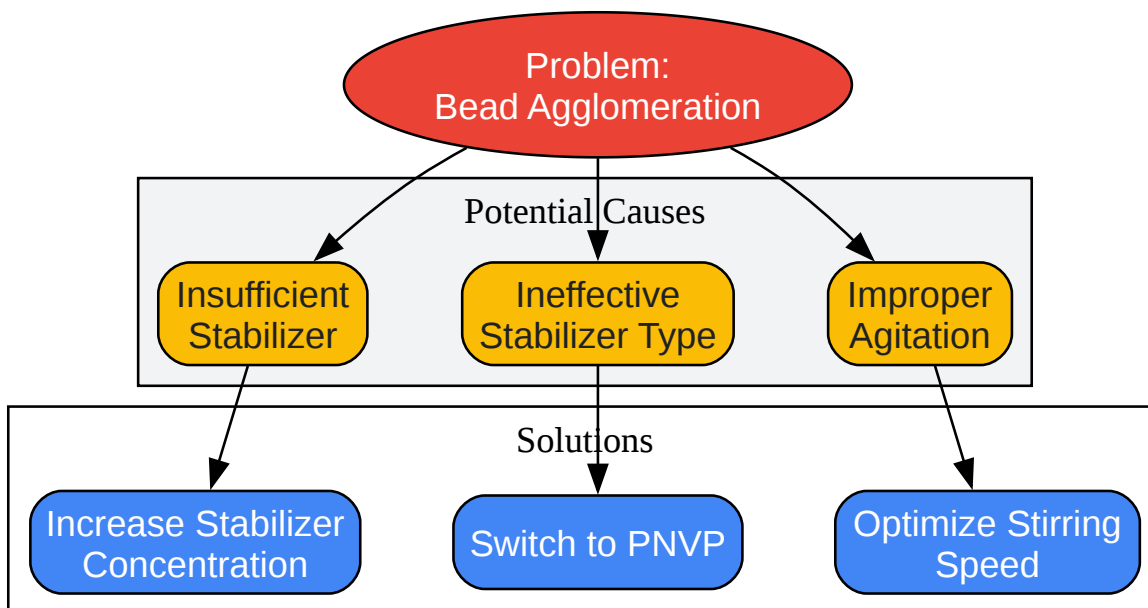 Problem:
Bead Agglomeration
Potential Causes
Insufficient
Stabilizer
Ineffective
Stabilizer Type
Improper
Agitation
Solutions
Increase Stabilizer
Concentration
Switch to PNVP
Optimize Stirring
Speed